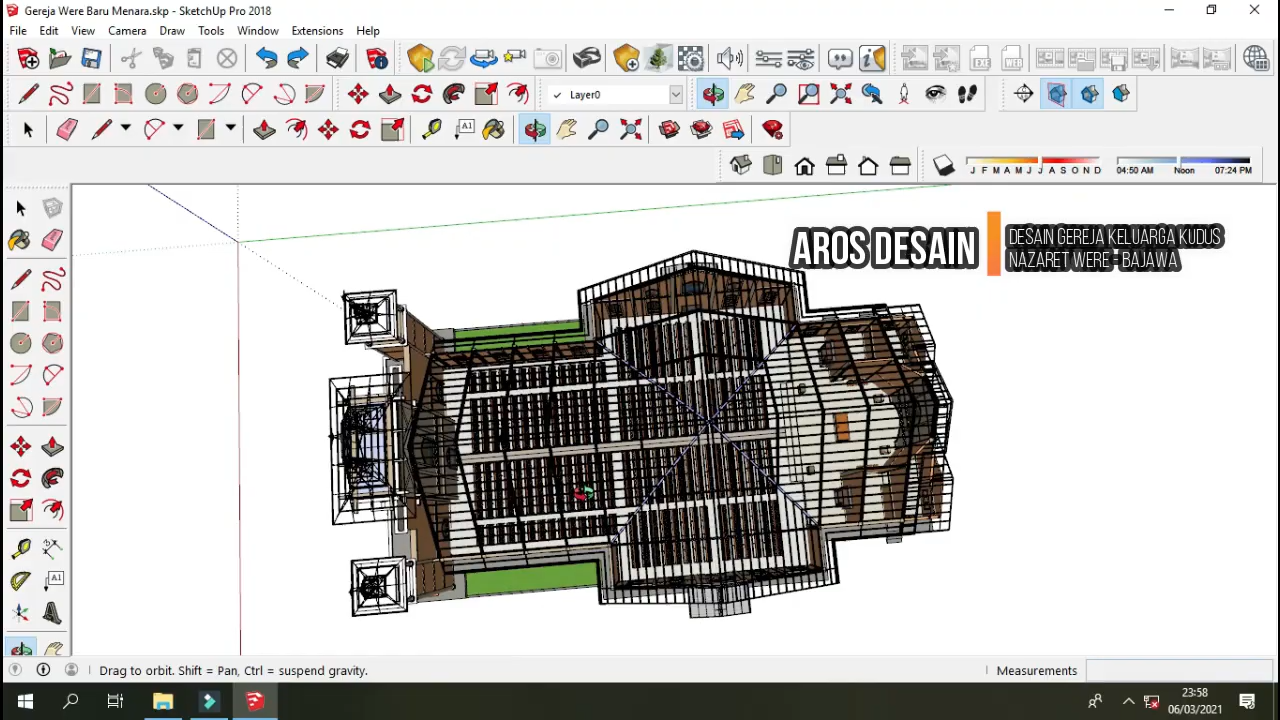 Gereja Were Baru Menara.skp - SketchUp Pro 2018
File Edit View Camera Draw Tools Window Extensions Help
Layer0
A1
J F M A M J J A S O N D
04:50 AM Noon 07:24 PM
AROS DESAIN
DESAIN GEREJA KELUARGA KUDUS
NAZARET WERE - BAJAWA
A1
Drag to orbit. Shift = Pan, Ctrl = suspend gravity.
Measurements
23:58
06/03/2021